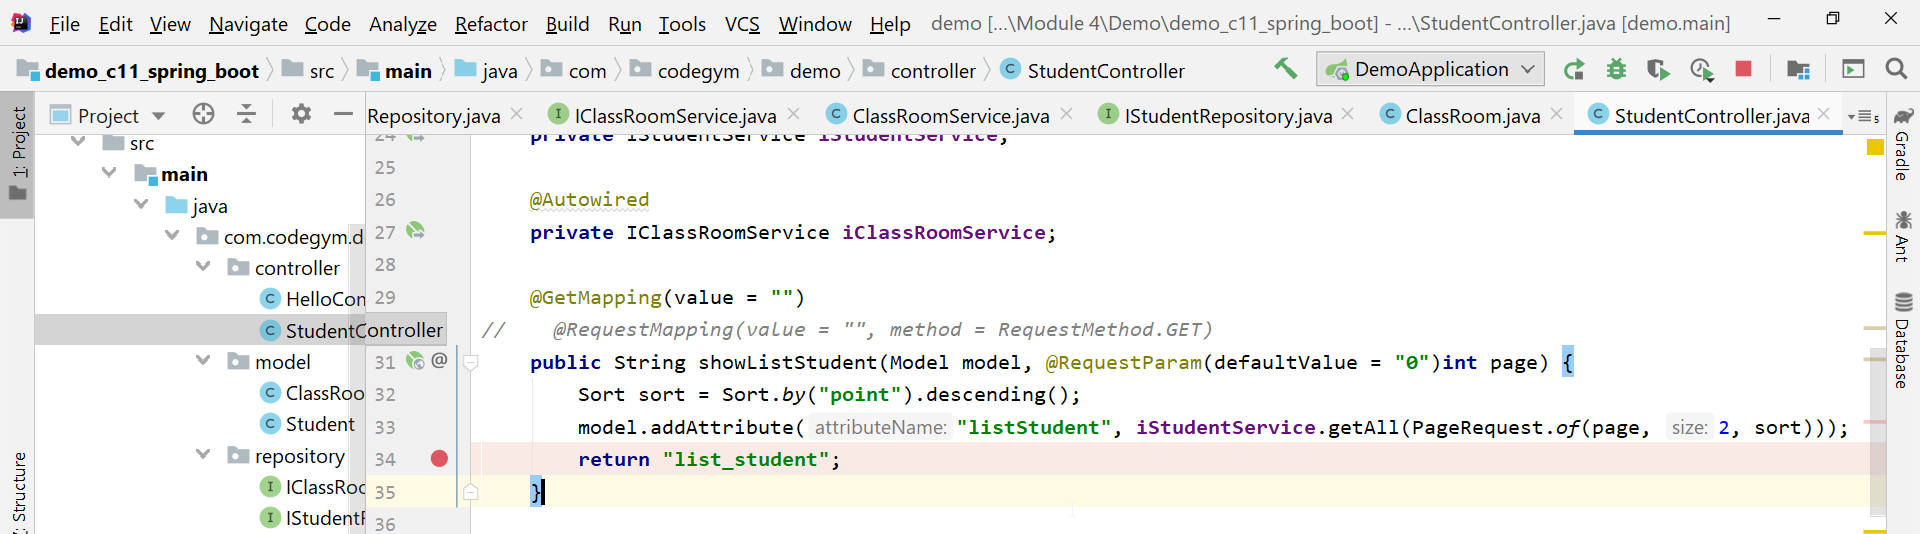 File Edit View Navigate Code Analyze Refactor Build Run Tools VCS Window Help demo [...\Module 4\Demo\demo_c11_spring_boot] - ...\StudentController.java [demo.main]
demo_c11_spring_boot src main java com codegym demo controller StudentController DemoApplication
Project Repository.java IClassRoomService.java ClassRoomService.java IStudentRepository.java ClassRoom.java StudentController.java 5
1: Project
Structure
src
main
java
com.codegym.d
controller
HelloCon
StudentController
model
ClassRoo
Student
repository
IClassRoo
IStudentR
24 private IStudentService iStudentService;
25
26 @Autowired
27 private IClassRoomService iClassRoomService;
28
29 @GetMapping(value = "")
// @RequestMapping(value = "", method = RequestMethod.GET)
31 @ public String showListStudent(Model model, @RequestParam(defaultValue = "0")int page) {
32 Sort sort = Sort.by("point").descending();
33 model.addAttribute( attributeName: "listStudent", iStudentService.getAll(PageRequest.of(page, size: 2, sort)));
34 return "list_student";
35 }
36
Gradle
Ant
Database